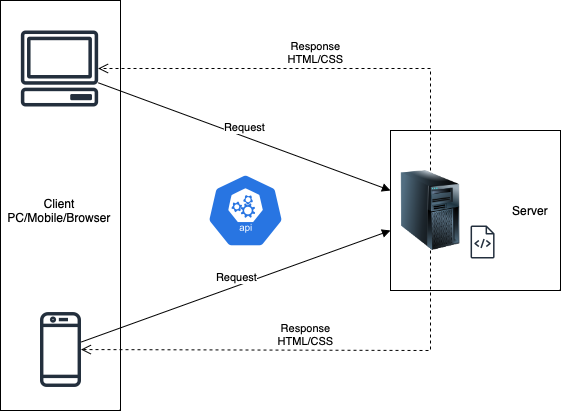 Response
HTML/CSS
Request
Client
PC/Mobile/Browser
api
Server
</>
Request
Response
HTML/CSS